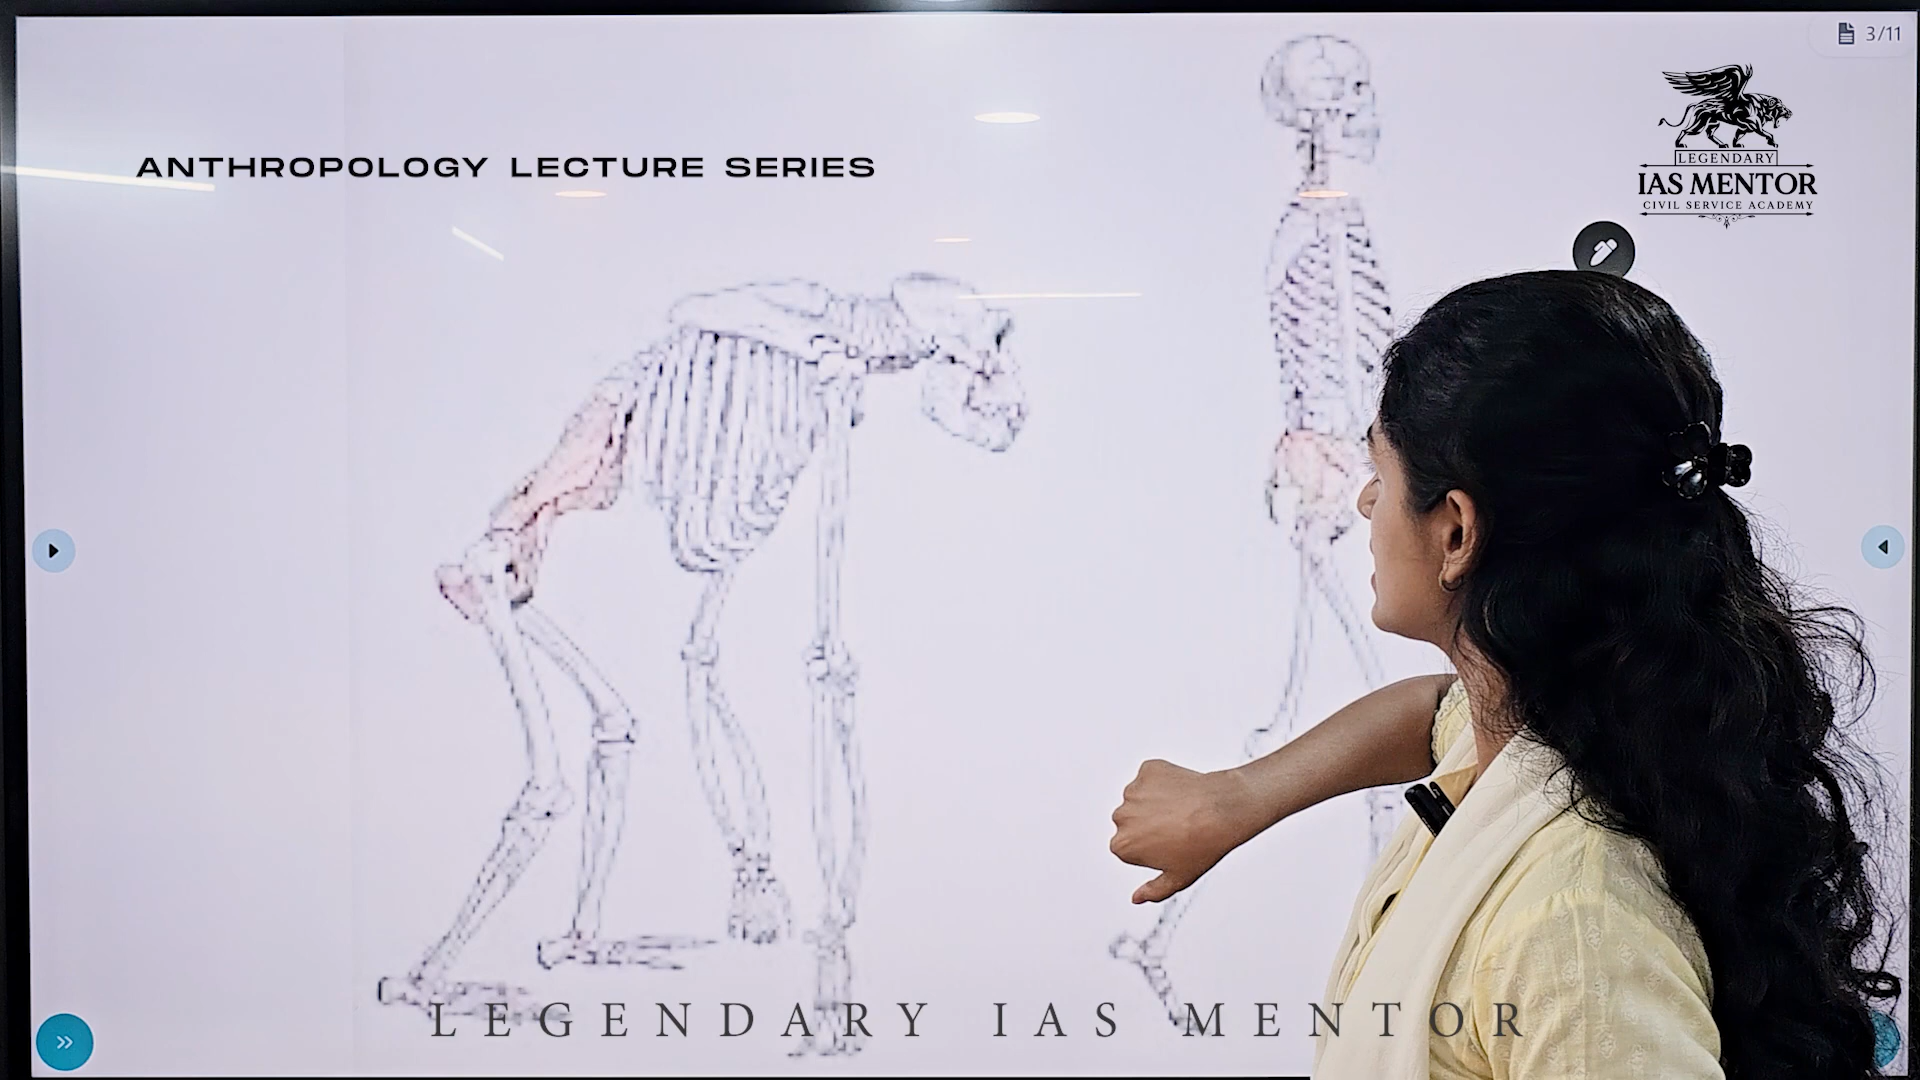 3/11
ANTHROPOLOGY LECTURE SERIES
LEGENDARY
IAS MENTOR
CIVIL SERVICE ACADEMY
LEGENDARY IAS MENTOR